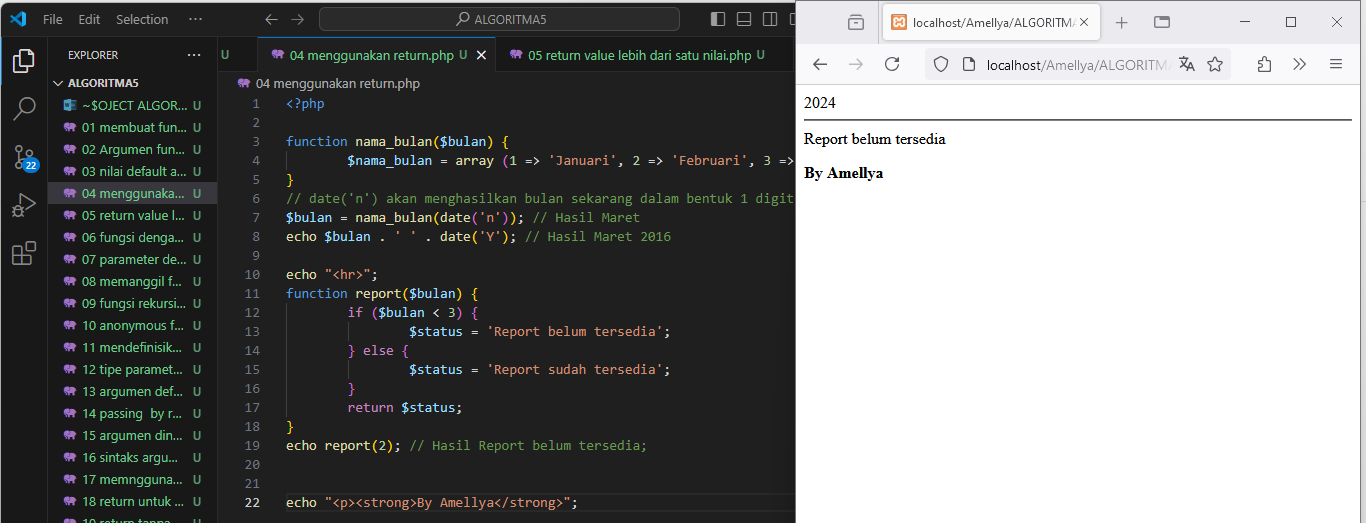 File Edit Selection ··· ALGORITMA5
EXPLORER ···
ALGORITMA5
~$OJECT ALGOR... U
01 membuat fun... U
02 Argumen fun... U
03 nilai default a... U
04 menggunaka... U
05 return value l... U
06 fungsi denga... U
07 parameter de... U
08 memanggil f... U
09 fungsi rekursi... U
10 anonymous f... U
11 mendefinisik... U
12 tipe paramet... U
13 argumen def... U
14 passing by r... U
15 argumen din... U
16 sintaks argu... U
17 memngguna... U
18 return untuk ... U
19 return tanpa... U
22
U 04 menggunakan return.php U 05 return value lebih dari satu nilai.php U
04 menggunakan return.php
1 <?php
2
3 function nama_bulan($bulan) {
4 $nama_bulan = array (1 => 'Januari', 2 => 'Februari', 3 =>
5 }
6 // date('n') akan menghasilkan bulan sekarang dalam bentuk 1 digit
7 $bulan = nama_bulan(date('n')); // Hasil Maret
8 echo $bulan . ' ' . date('Y'); // Hasil Maret 2016
9
10 echo "<hr>";
11 function report($bulan) {
12 if ($bulan < 3) {
13 $status = 'Report belum tersedia';
14 } else {
15 $status = 'Report sudah tersedia';
16 }
17 return $status;
18 }
19 echo report(2); // Hasil Report belum tersedia;
20
21
22 echo "<p><strong>By Amellya</strong>";
localhost/Amellya/ALGORITMA
localhost/Amellya/ALGORITM
2024
Report belum tersedia
By Amellya